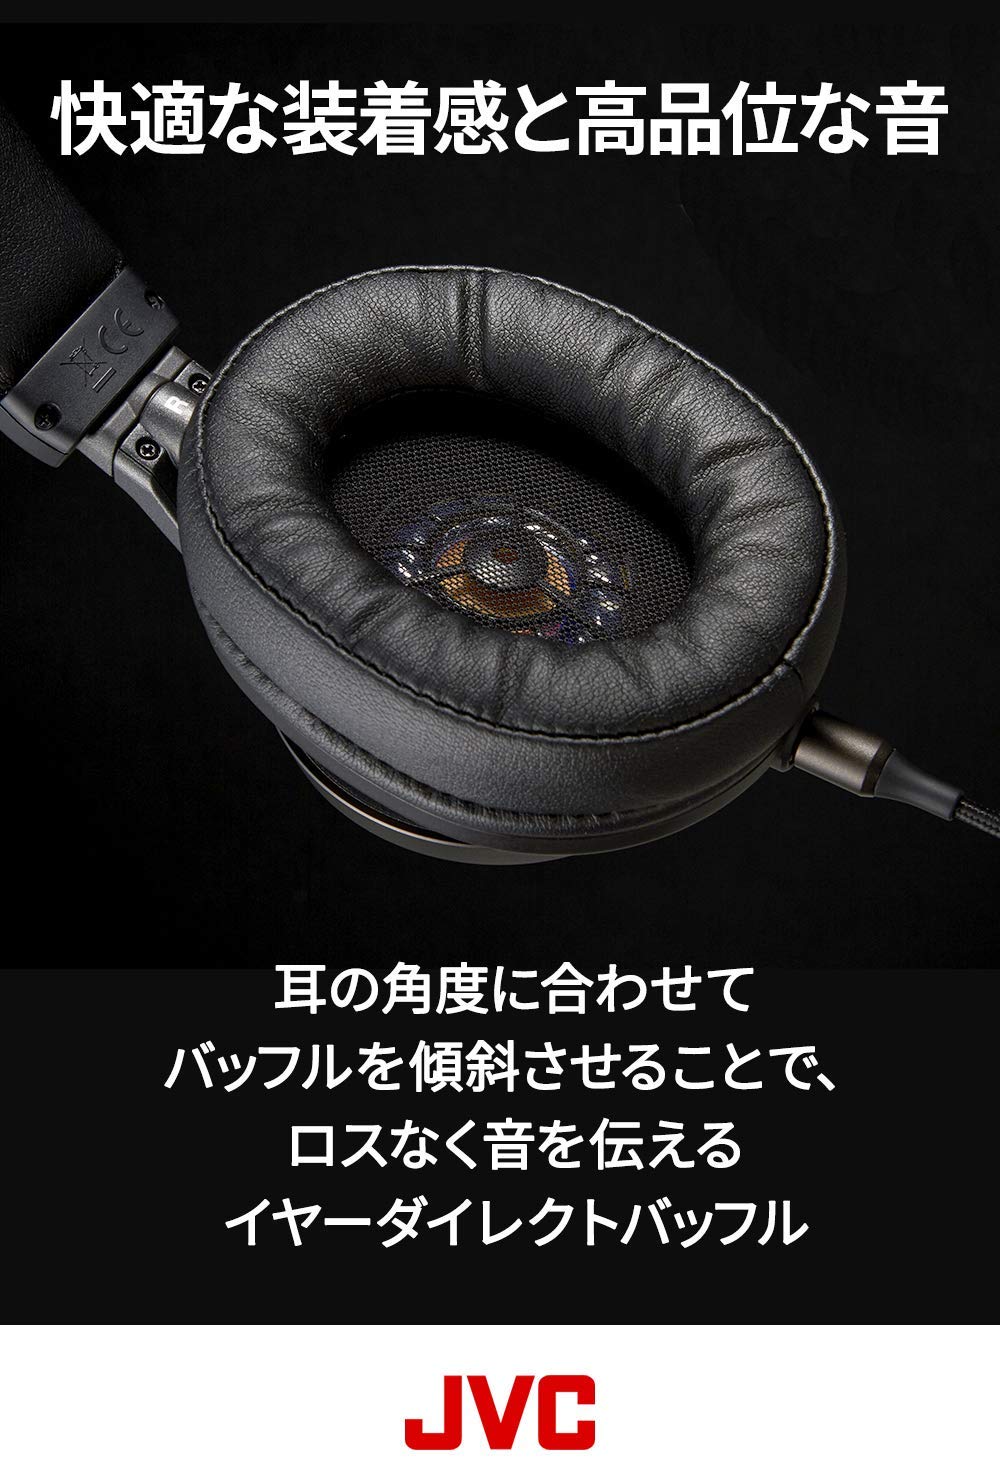 快適な装着感と高品位な音
CE
R
耳の角度に合わせて
バッフルを傾斜させることで、
ロスなく音を伝える
イヤーダイレクトバッフル
JVC